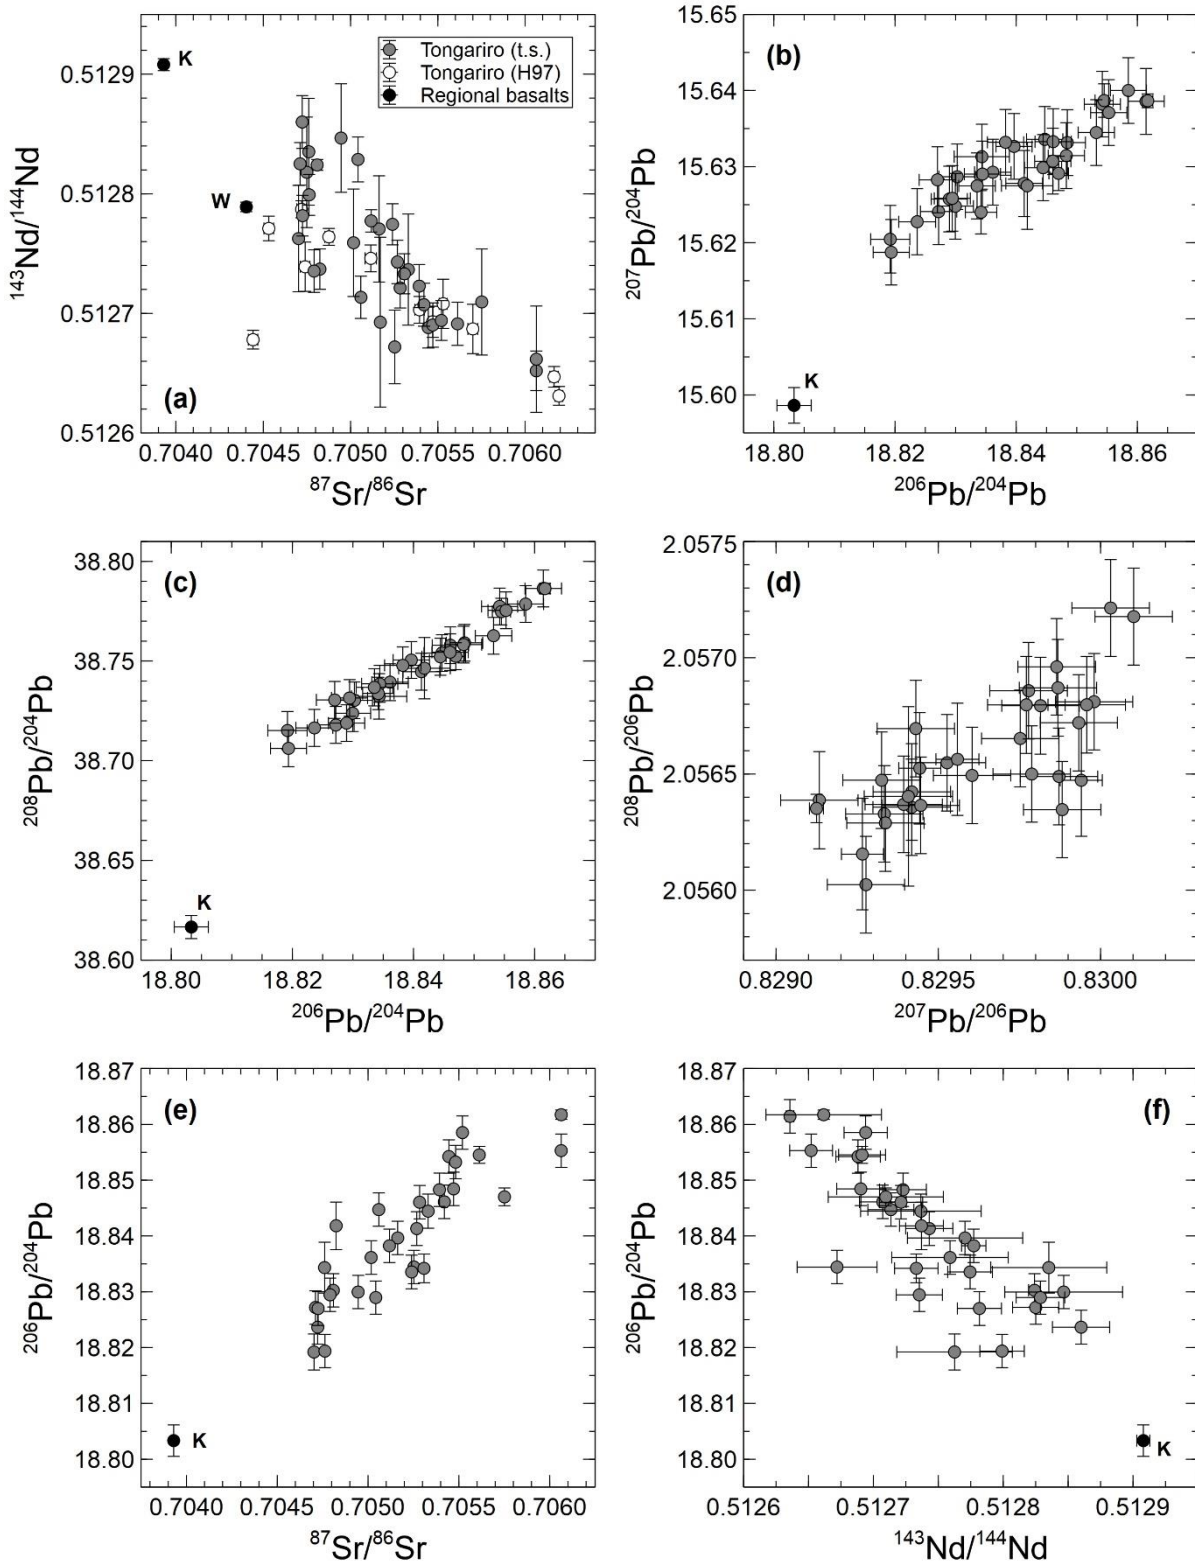 0.5129
0.5128
0.5127
0.5126
¹⁴³Nd/¹⁴⁴Nd
K
W
Tongariro (t.s.)
Tongariro (H97)
Regional basalts
(a)
0.7040 0.7045 0.7050 0.7055 0.7060
⁸⁷Sr/⁸⁶Sr
15.65
15.64
15.63
15.62
15.61
15.60
²⁰⁷Pb/²⁰⁴Pb
(b)
K
18.80 18.82 18.84 18.86
²⁰⁶Pb/²⁰⁴Pb
38.80
38.75
38.70
38.65
38.60
²⁰⁸Pb/²⁰⁴Pb
(c)
K
18.80 18.82 18.84 18.86
²⁰⁶Pb/²⁰⁴Pb
2.0575
2.0570
2.0565
2.0560
²⁰⁸Pb/²⁰⁶Pb
(d)
0.8290 0.8295 0.8300
²⁰⁷Pb/²⁰⁶Pb
18.87
18.86
18.85
18.84
18.83
18.82
18.81
18.80
²⁰⁶Pb/²⁰⁴Pb
(e)
K
0.7040 0.7045 0.7050 0.7055 0.7060
⁸⁷Sr/⁸⁶Sr
18.87
18.86
18.85
18.84
18.83
18.82
18.81
18.80
²⁰⁶Pb/²⁰⁴Pb
(f)
K
0.5126 0.5127 0.5128 0.5129
¹⁴³Nd/¹⁴⁴Nd